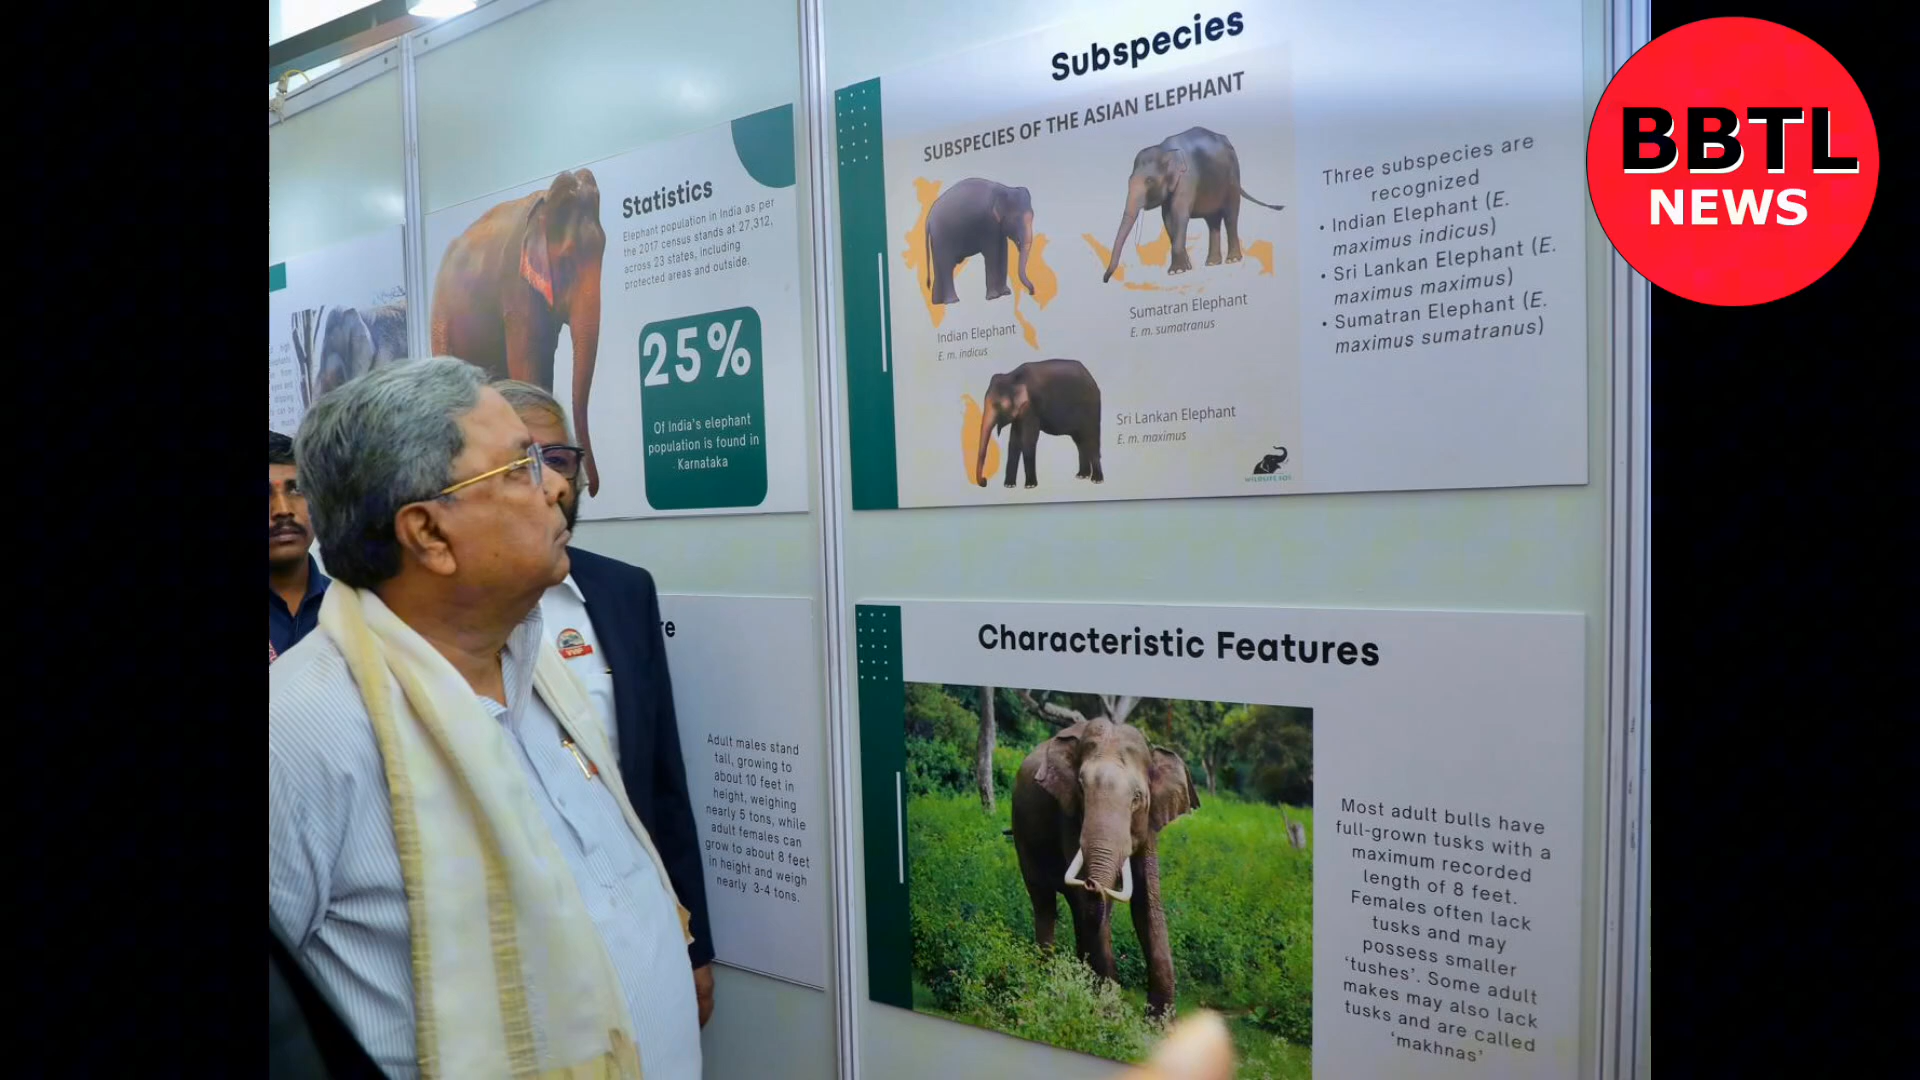 Subspecies
SUBSPECIES OF THE ASIAN ELEPHANT
Indian Elephant
E. m. indicus
Sumatran Elephant
E. m. sumatranus
Sri Lankan Elephant
E. m. maximus
WILDLIFE SOS
Three subspecies are
recognized
• Indian Elephant (E.
maximus indicus)
• Sri Lankan Elephant (E.
maximus maximus)
• Sumatran Elephant (E.
maximus sumatranus)
BBTL
NEWS
Statistics
Elephant population in India as per
the 2017 census stands at 27,312,
across 23 states, including
protected areas and outside.
25%
Of India's elephant
population is found in
Karnataka
re
Adult males stand
tall, growing to
about 10 feet in
height, weighing
nearly 5 tons, while
adult females can
grow to about 8 feet
in height and weigh
nearly 3-4 tons.
Characteristic Features
Most adult bulls have
full-grown tusks with a
maximum recorded
length of 8 feet.
Females often lack
tusks and may
possess smaller
'tushes'. Some adult
makes may also lack
tusks and are called
'makhnas'